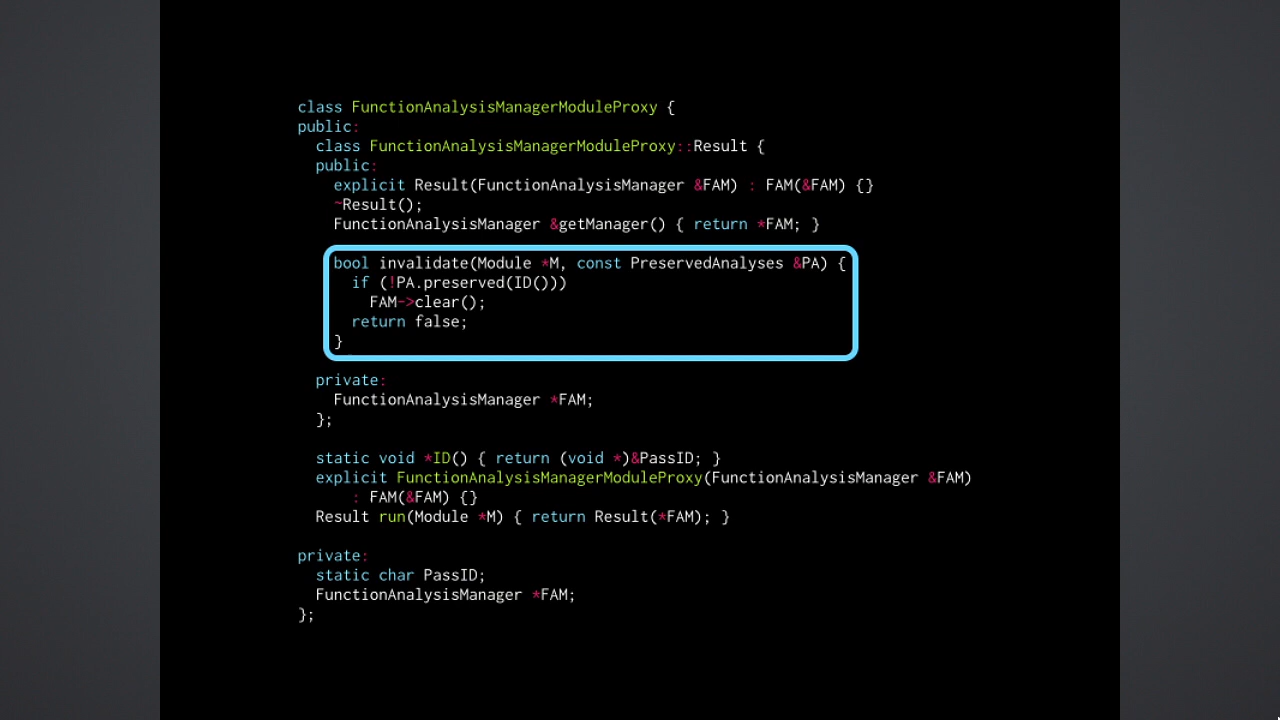 class FunctionAnalysisManagerModuleProxy {
public:
  class FunctionAnalysisManagerModuleProxy::Result {
  public:
    explicit Result(FunctionAnalysisManager &FAM) : FAM(&FAM) {}
    ~Result();
    FunctionAnalysisManager &getManager() { return *FAM; }

    bool invalidate(Module *M, const PreservedAnalyses &PA) {
      if (!PA.preserved(ID()))
        FAM->clear();
      return false;
    }

  private:
    FunctionAnalysisManager *FAM;
  };

  static void *ID() { return (void *)&PassID; }
  explicit FunctionAnalysisManagerModuleProxy(FunctionAnalysisManager &FAM)
      : FAM(&FAM) {}
  Result run(Module *M) { return Result(*FAM); }

private:
  static char PassID;
  FunctionAnalysisManager *FAM;
};